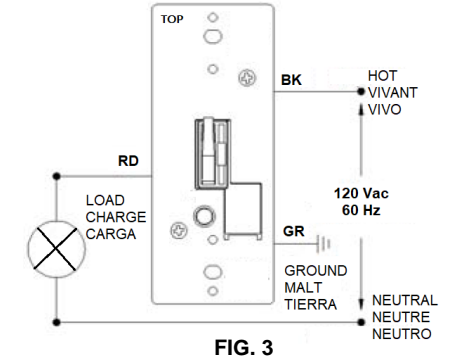 TOP
BK
HOT
VIVANT
VIVO
RD
LOAD
CHARGE
CARGA
120 Vac
60 Hz
GR
GROUND
MALT
TIERRA
NEUTRAL
NEUTRE
NEUTRO
FIG. 3